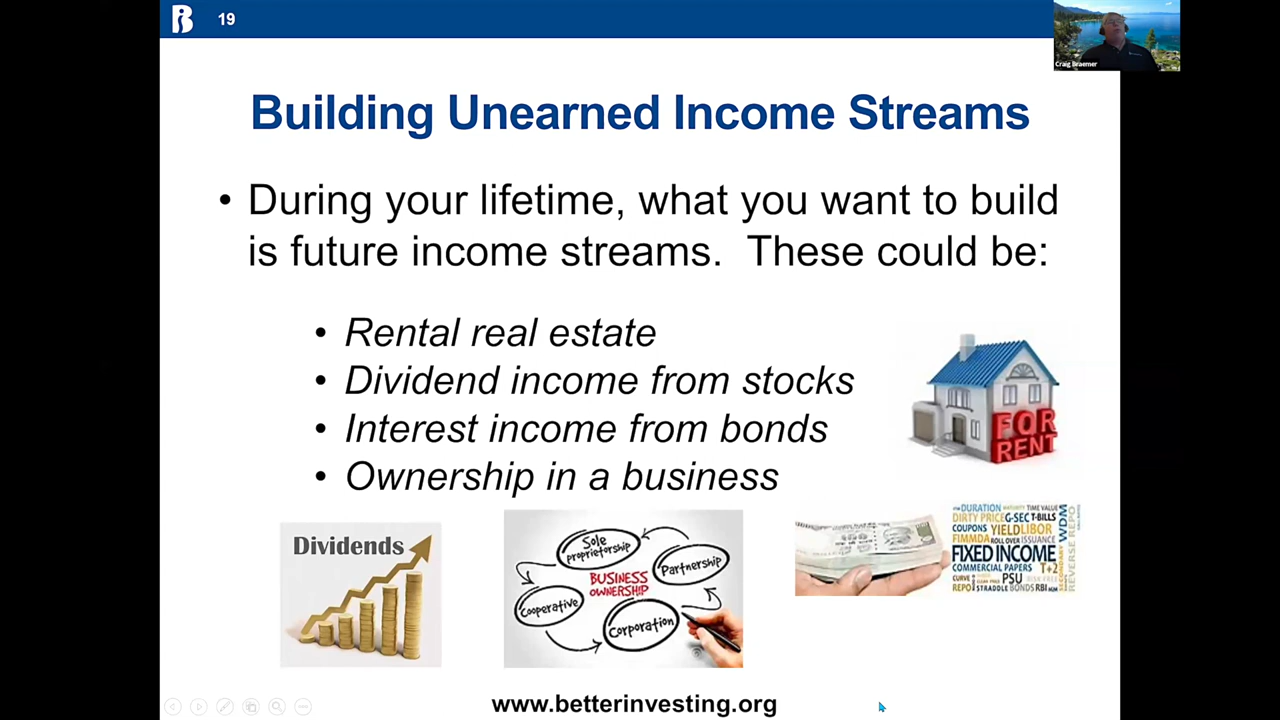 19
Craig Braemer
Building Unearned Income Streams
• During your lifetime, what you want to build
is future income streams.  These could be:
• Rental real estate
• Dividend income from stocks
• Interest income from bonds
• Ownership in a business
FOR
RENT
Dividends
Sole
proprietorship
Partnership
BUSINESS
OWNERSHIP
Cooperative
Corporation
DURATION
TIME VALUE
DIRTY PRICE G-SEC T-BILLS
COUPONS YIELD LIBOR
FIMMDA ROLL OVER ISSUANCE
FIXED INCOME
COMMERCIAL PAPERS T+2
CURVE PSU RISK FREE
REPO STRADDLE BONDS RBI
WDM
REVERSE REPO
www.betterinvesting.org